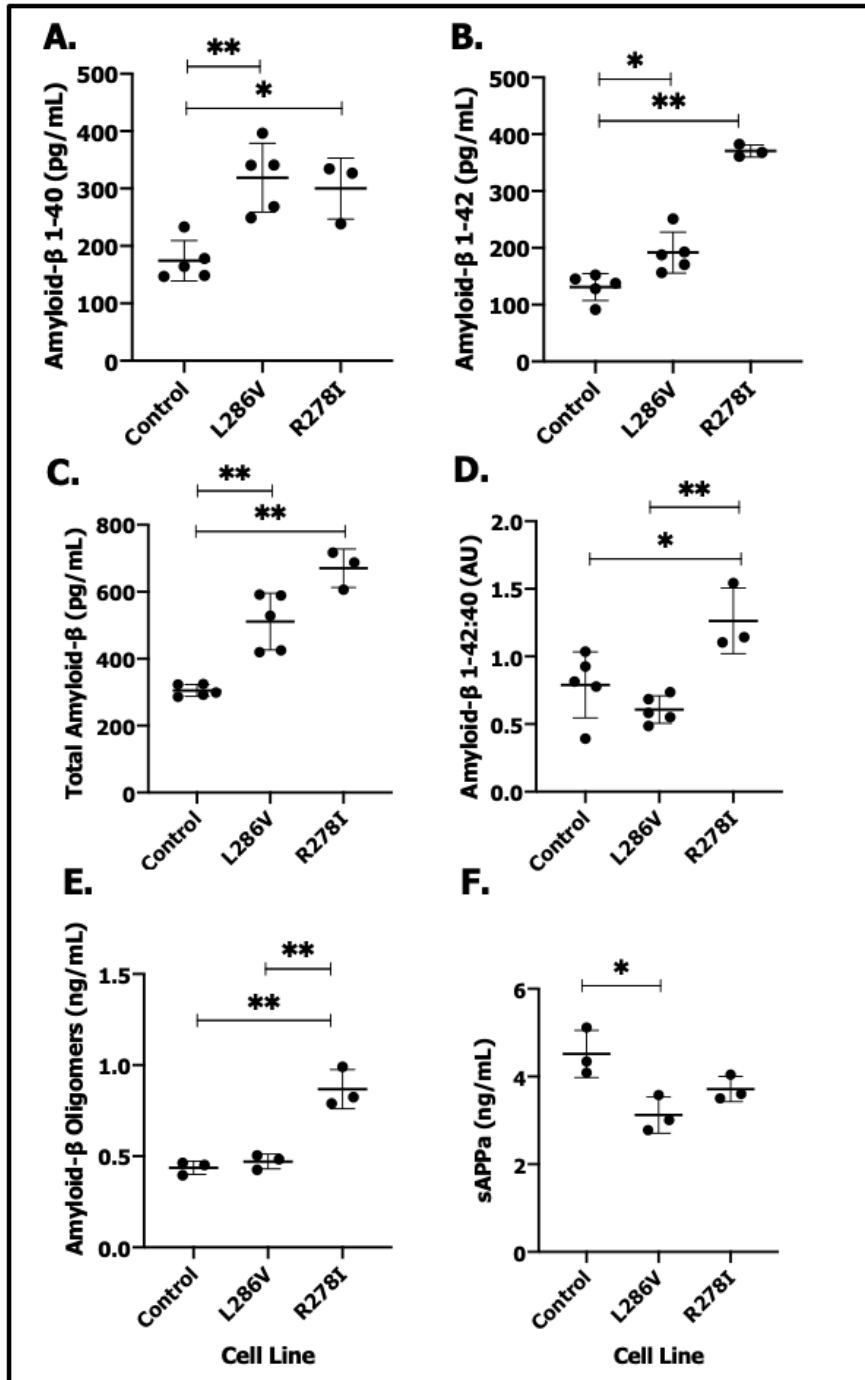 A.
**
*
Amyloid-β 1-40 (pg/mL)
500
400
300
200
100
0
Control
L286V
R278I
B.
*
**
Amyloid-β 1-42 (pg/mL)
500
400
300
200
100
0
Control
L286V
R278I
C.
**
**
Total Amyloid-β (pg/mL)
800
600
400
200
0
Control
L286V
R278I
D.
**
*
Amyloid-β 1-42:40 (AU)
2.0
1.5
1.0
0.5
0.0
Control
L286V
R278I
E.
**
**
Amyloid-β Oligomers (ng/mL)
1.5
1.0
0.5
0.0
Control
L286V
R278I
Cell Line
F.
*
sAPPa (ng/mL)
6
4
2
0
Control
L286V
R278I
Cell Line